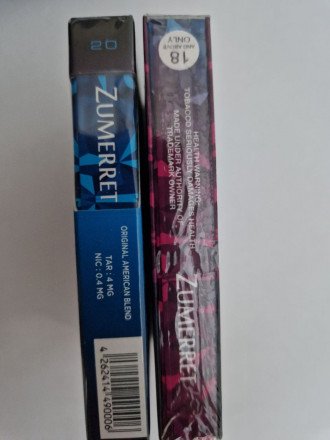 20
ZUMERRET
ORIGINAL AMERICAN BLEND
TAR : 4 MG
NIC : 0.4 MG
4 262414 490006
18
AND ABOVE
ONLY
HEALTH WARNING:
TOBACCO SERIOUSLY DAMAGES HEALTH
MADE UNDER AUTHORITY OF
TRADEMARK OWNER
ZUMERRET